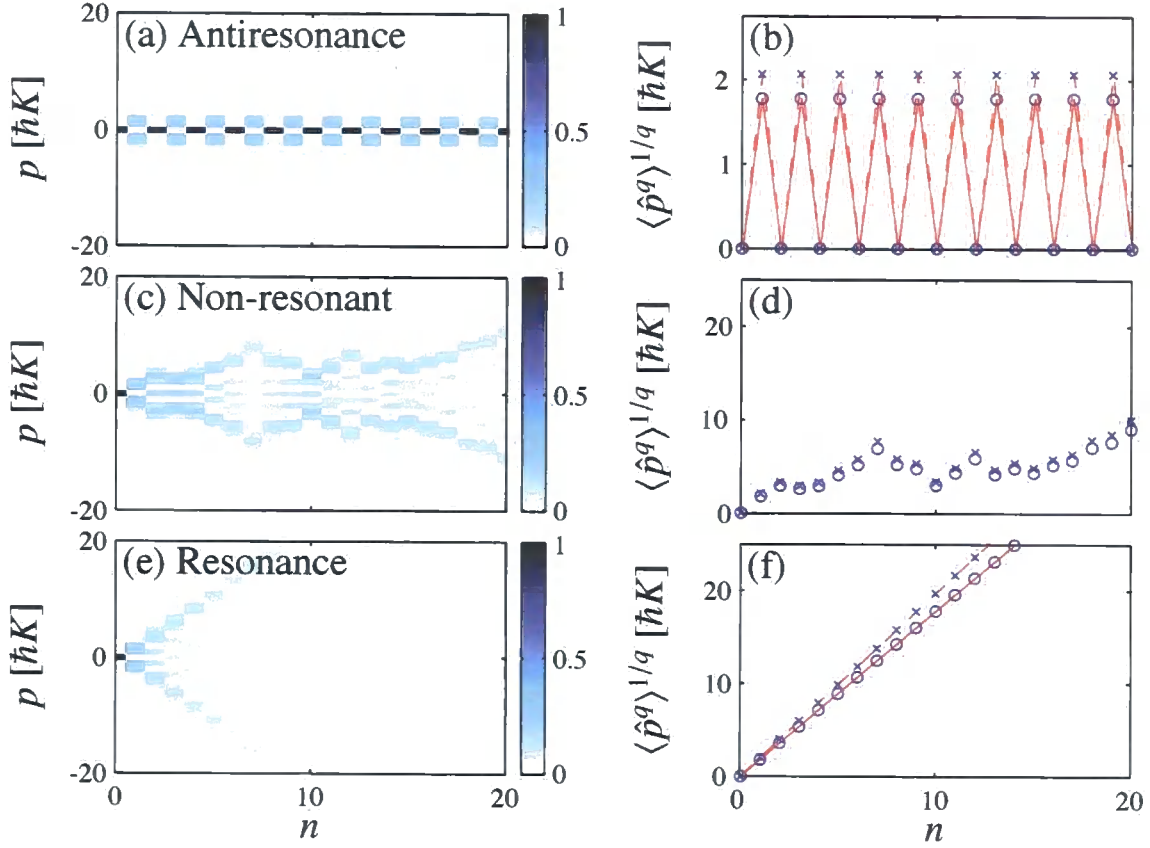 20
(a) Antiresonance
1
p [ħK]
0
0.5
-20
0
(b)
2
⟨p̂^q⟩^{1/q} [ħK]
1
0
20
(c) Non-resonant
1
p [ħK]
0
0.5
-20
0
(d)
20
⟨p̂^q⟩^{1/q} [ħK]
10
0
20
(e) Resonance
1
p [ħK]
0
0.5
-20
0
0
10
20
n
(f)
20
⟨p̂^q⟩^{1/q} [ħK]
10
0
0
10
20
n